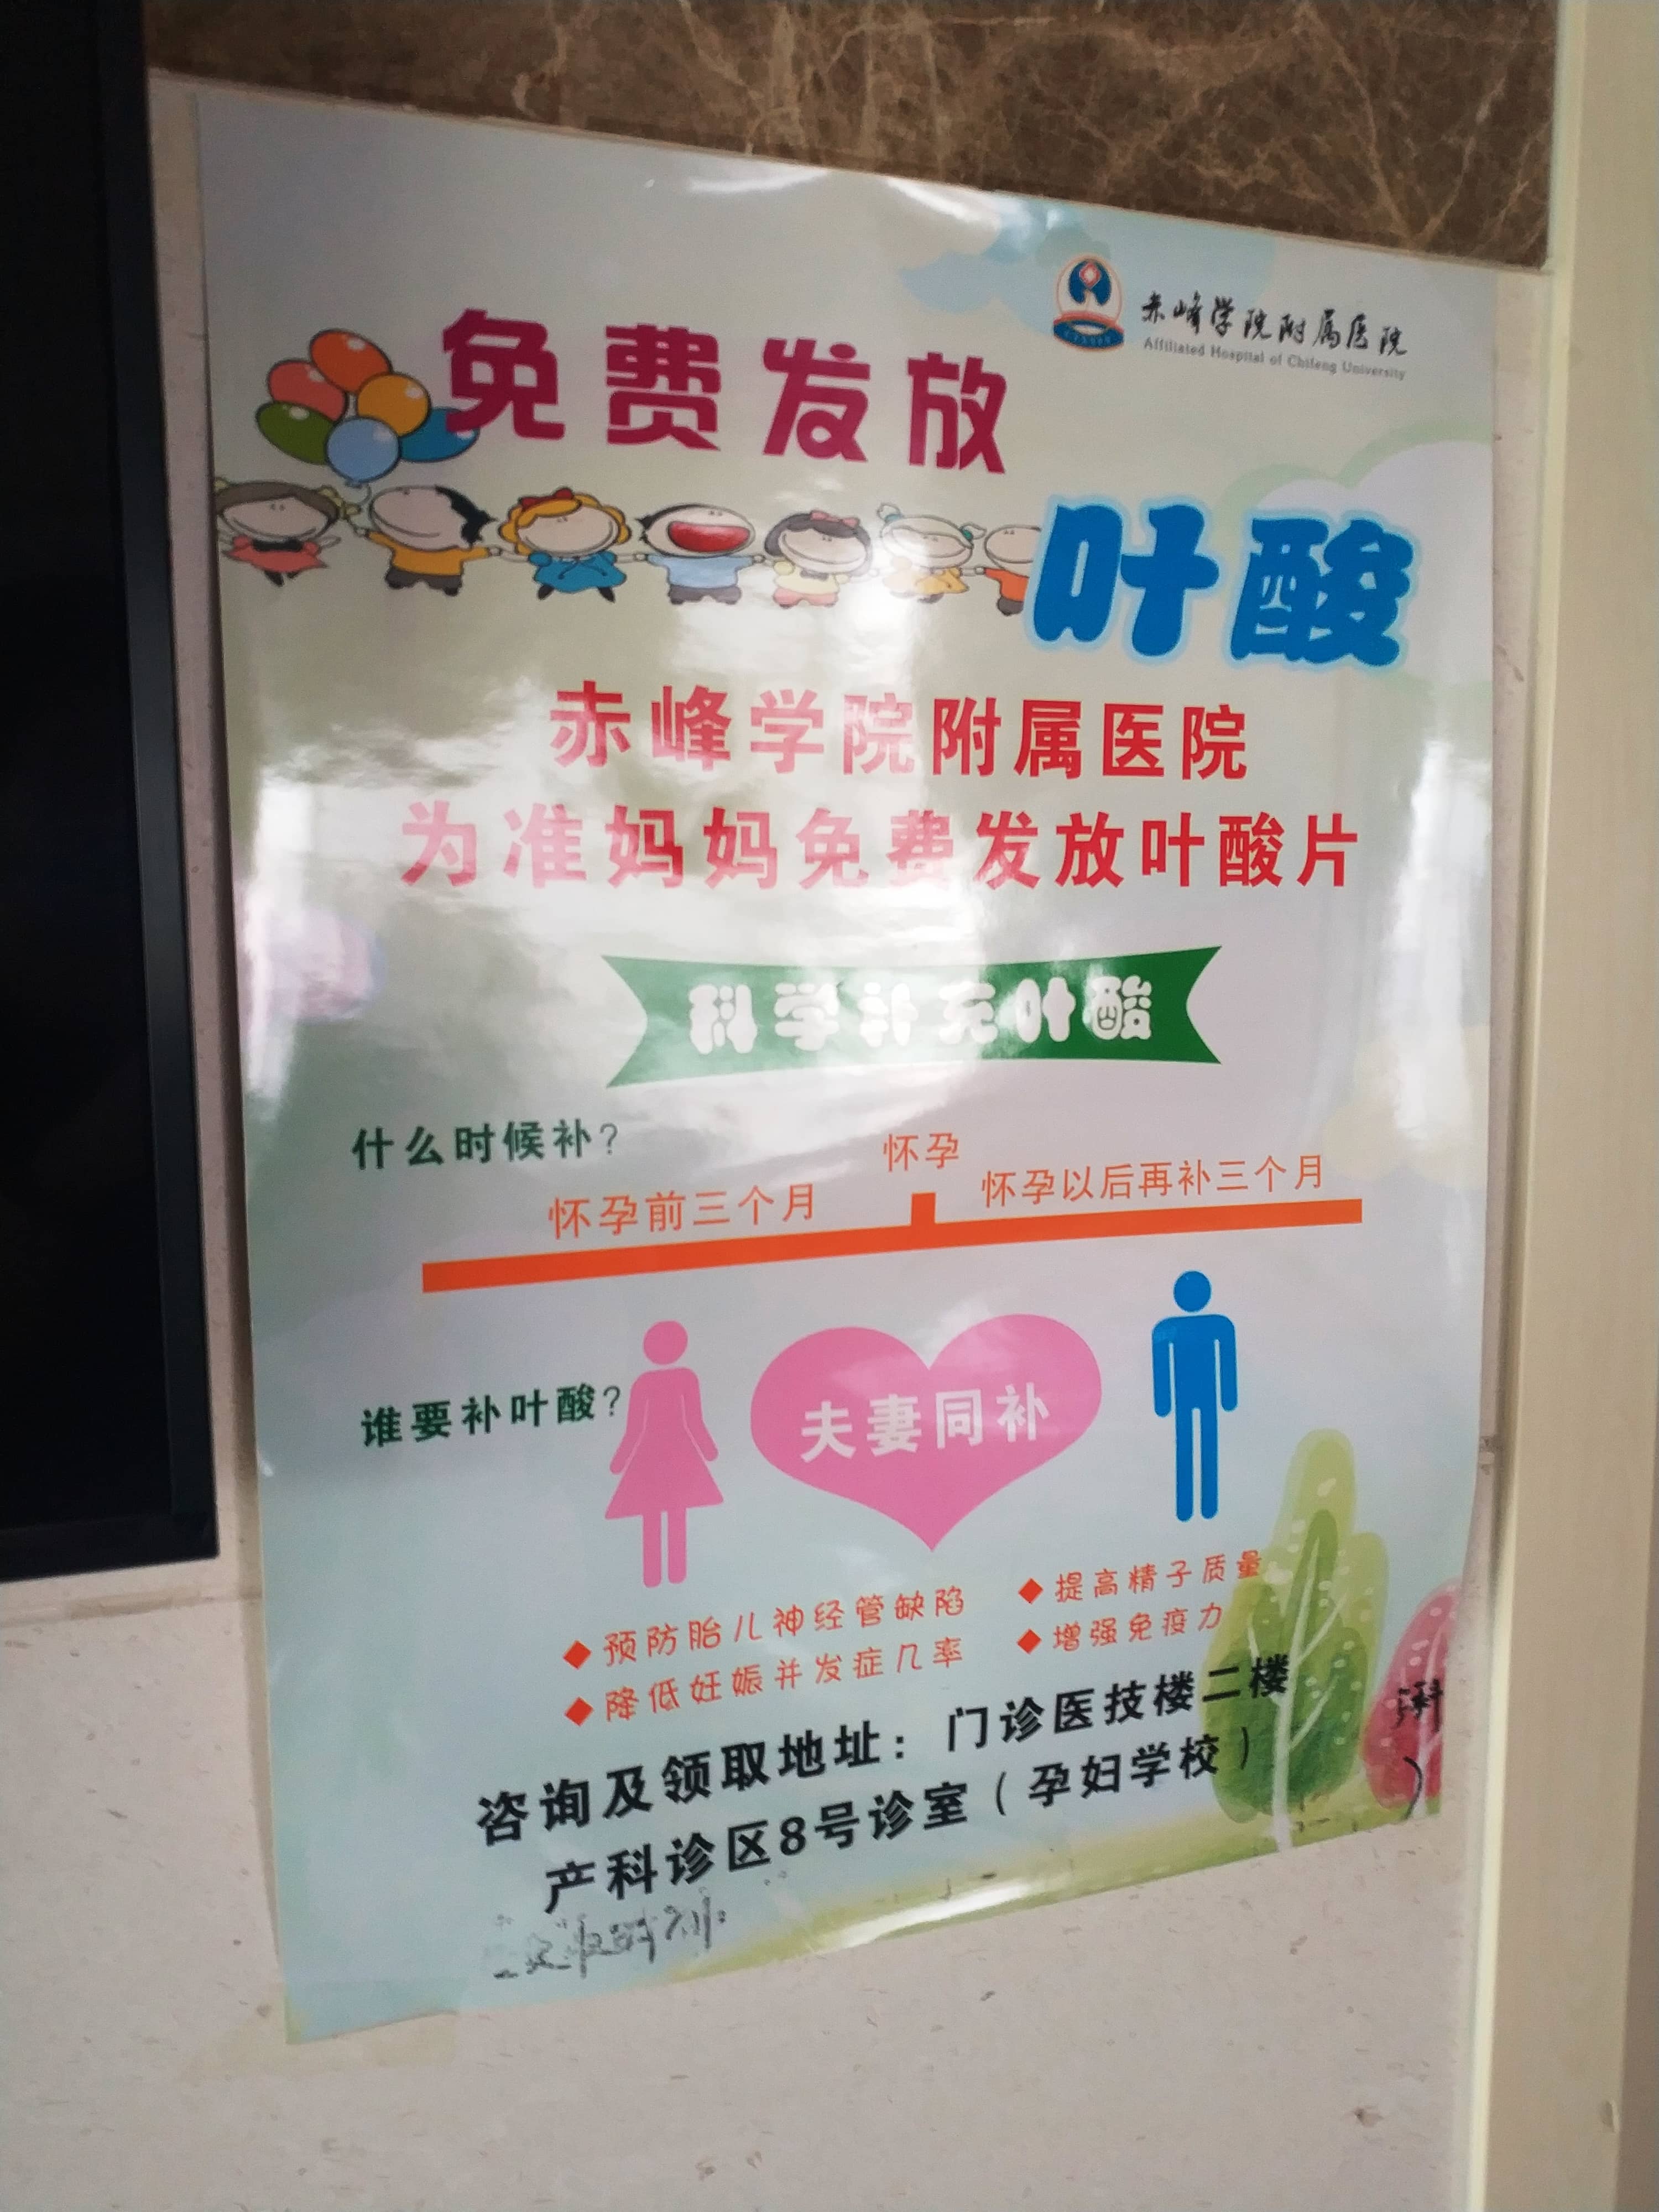 赤峰学院附属医院
Affiliated Hospital of Chifeng University
免费发放
叶酸
赤峰学院附属医院
为准妈妈免费发放叶酸片
科学补充叶酸
什么时候补?
怀孕
怀孕前三个月
怀孕以后再补三个月
谁要补叶酸?
夫妻同补
◆预防胎儿神经管缺陷
◆降低妊娠并发症几率
◆提高精子质量
◆增强免疫力
咨询及领取地址：门诊医技楼二楼
产科诊区8号诊室（孕妇学校）